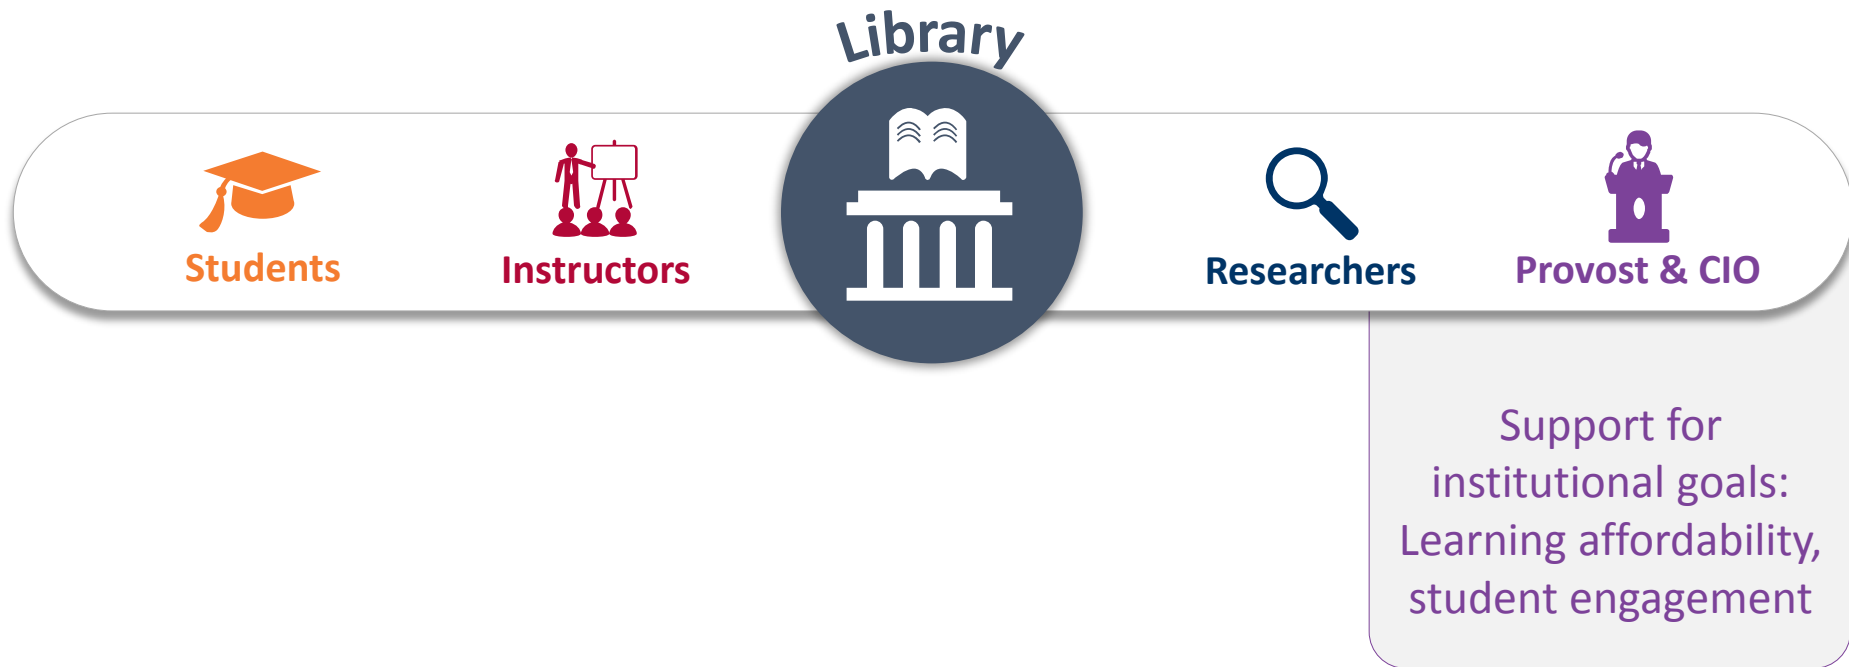 Library
Students
Instructors
Researchers
Provost & CIO
Support for
institutional goals:
Learning affordability,
student engagement